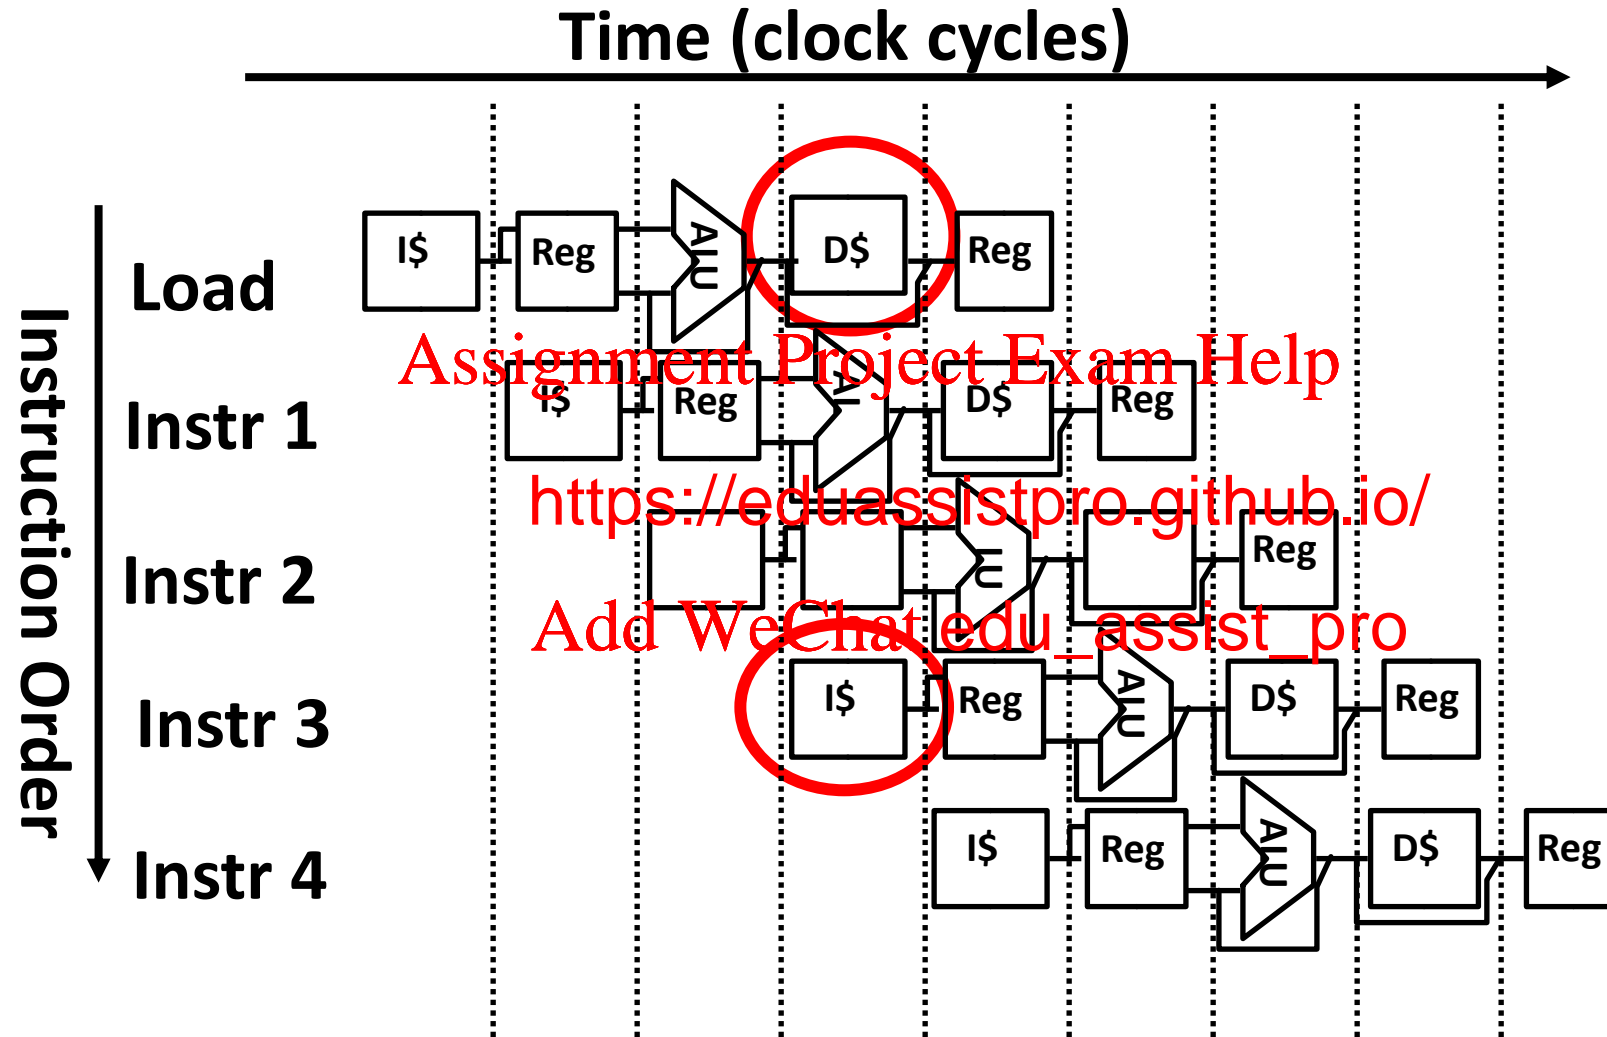 Time (clock cycles)
Instruction Order
Load
I$
Reg
ALU
D$
Reg
Assignment Project Exam Help
Instr 1
I$
Reg
D$
Reg
https://eduassistpro.github.io/
Instr 2
Reg
Add WeChat edu_assist_pro
Instr 3
I$
Reg
ALU
D$
Reg
Instr 4
I$
Reg
ALU
D$
Reg